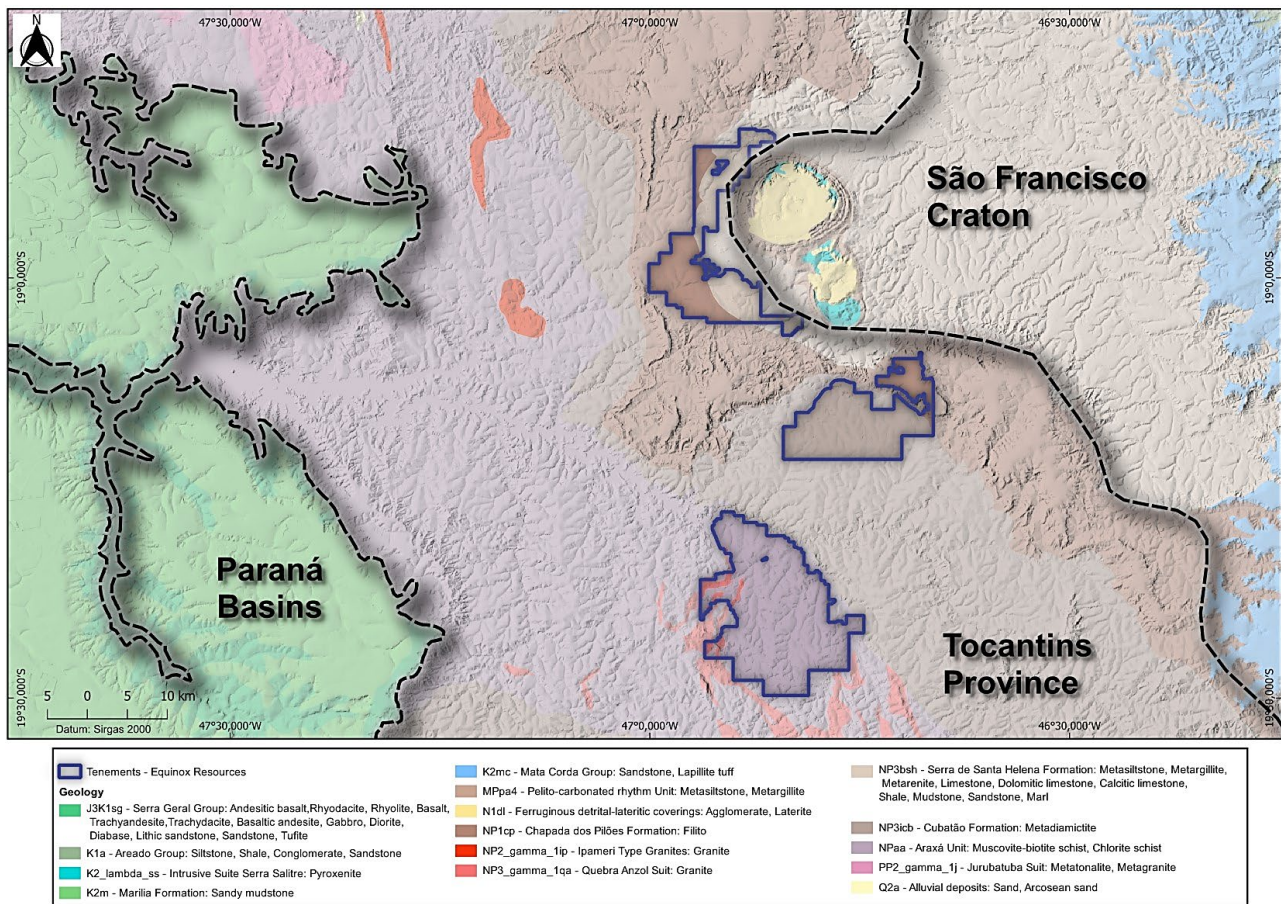 N
47°30,000'W
47°0,000'W
46°30,000'W
São Francisco
Craton
19°0,000'S
19°0,000'S
Paraná
Basins
Tocantins
Province
5 0 5 10 km
Datum: Sirgas 2000
19°30,000'S
47°30,000'W
47°0,000'W
46°30,000'W
Tenements - Equinox Resources
Geology
J3K1sg - Serra Geral Group: Andesitic basalt,Rhyodacite, Rhyolite, Basalt,
Trachyandesite,Trachydacite, Basaltic andesite, Gabbro, Diorite,
Diabase, Lithic sandstone, Sandstone, Tufite
K1a - Areado Group: Siltstone, Shale, Conglomerate, Sandstone
K2_lambda_ss - Intrusive Suite Serra Salitre: Pyroxenite
K2m - Marilia Formation: Sandy mudstone
K2mc - Mata Corda Group: Sandstone, Lapillite tuff
MPpa4 - Pelito-carbonated rhythm Unit: Metasiltstone, Metargillite
N1dl - Ferruginous detrital-lateritic coverings: Agglomerate, Laterite
NP1cp - Chapada dos Pilões Formation: Filito
NP2_gamma_1ip - Ipameri Type Granites: Granite
NP3_gamma_1qa - Quebra Anzol Suit: Granite
NP3bsh - Serra de Santa Helena Formation: Metasiltstone, Metargillite,
Metarenite, Limestone, Dolomitic limestone, Calcitic limestone,
Shale, Mudstone, Sandstone, Marl
NP3icb - Cubatão Formation: Metadiamictite
NPaa - Araxá Unit: Muscovite-biotite schist, Chlorite schist
PP2_gamma_1j - Jurubatuba Suit: Metatonalite, Metagranite
Q2a - Alluvial deposits: Sand, Arcosean sand